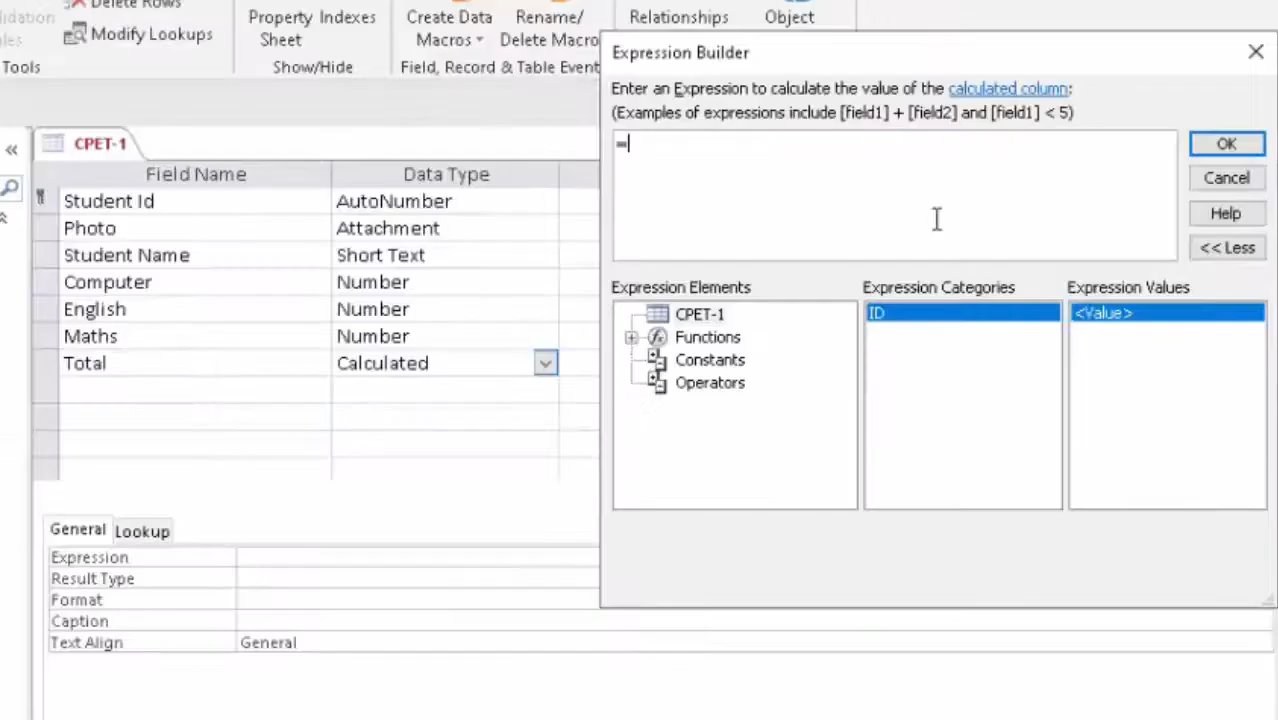 Delete Rows
Property Indexes
Create Data
Rename/
Relationships
Object
Modify Lookups
Sheet
Macros
Delete Macro
Tools
Show/Hide
Field, Record & Table Event
Expression Builder
Enter an Expression to calculate the value of the calculated column:
(Examples of expressions include [field1] + [field2] and [field1] < 5)
=
OK
Cancel
Help
<< Less
CPET-1
Field Name Data Type
Student Id AutoNumber
Photo Attachment
Student Name Short Text
Computer Number
English Number
Maths Number
Total Calculated
Expression Elements
Expression Categories
Expression Values
CPET-1
Functions
Constants
Operators
ID
<Value>
General Lookup
Expression
Result Type
Format
Caption
Text Align General